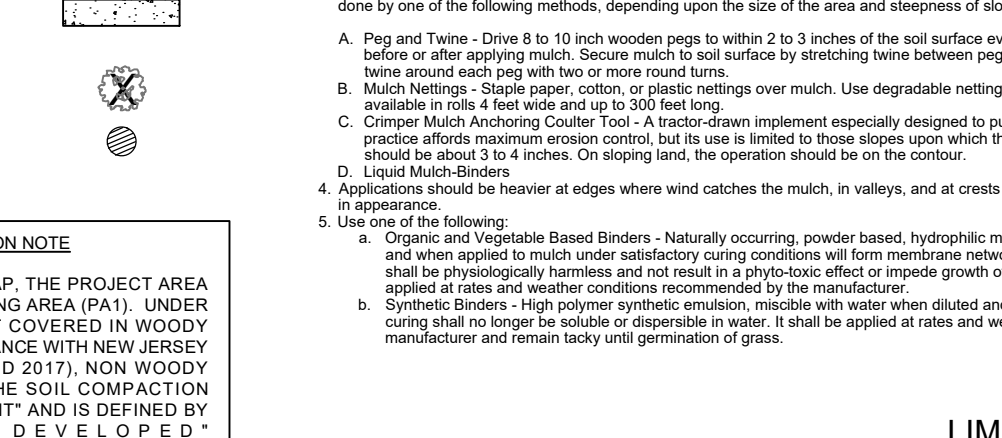 done by one of the following methods, depending upon the size of the area and steepness of slo
A. Peg and Twine - Drive 8 to 10 inch wooden pegs to within 2 to 3 inches of the soil surface ev
before or after applying mulch. Secure mulch to soil surface by stretching twine between peg
twine around each peg with two or more round turns.
B. Mulch Nettings - Staple paper, cotton, or plastic nettings over mulch. Use degradable netting
available in rolls 4 feet wide and up to 300 feet long.
C. Crimper Mulch Anchoring Coulter Tool - A tractor-drawn implement especially designed to pu
practice affords maximum erosion control, but its use is limited to those slopes upon which th
should be about 3 to 4 inches. On sloping land, the operation should be on the contour.
D. Liquid Mulch-Binders
4. Applications should be heavier at edges where wind catches the mulch, in valleys, and at crests
in appearance.
5. Use one of the following:
a. Organic and Vegetable Based Binders - Naturally occurring, powder based, hydrophilic m
and when applied to mulch under satisfactory curing conditions will form membrane netwo
shall be physiologically harmless and not result in a phyto-toxic effect or impede growth o
applied at rates and weather conditions recommended by the manufacturer.
b. Synthetic Binders - High polymer synthetic emulsion, miscible with water when diluted an
curing shall no longer be soluble or dispersible in water. It shall be applied at rates and we
manufacturer and remain tacky until germination of grass.
ON NOTE
AP, THE PROJECT AREA
NG AREA (PA1). UNDER
T COVERED IN WOODY
ANCE WITH NEW JERSEY
D 2017), NON WOODY
HE SOIL COMPACTION
NT" AND IS DEFINED BY
DEVELOPED"
LIM